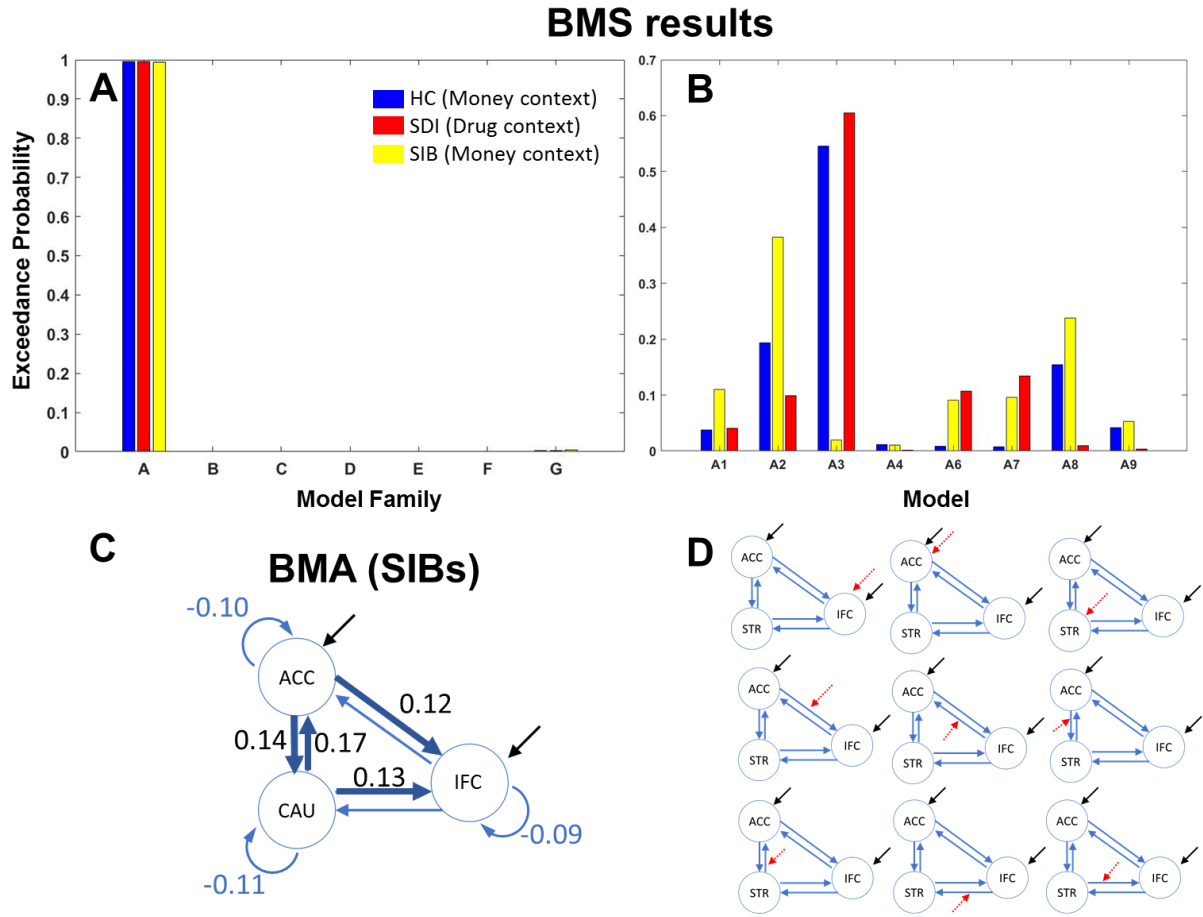 BMS results
A
1
0.9
0.8
0.7
0.6
0.5
0.4
0.3
0.2
0.1
0
Exceedance Probability
HC (Money context)
SDI (Drug context)
SIB (Money context)
A B C D E F G
Model Family
B
0.7
0.6
0.5
0.4
0.3
0.2
0.1
0
A1 A2 A3 A4 A6 A7 A8 A9
Model
C
BMA (SIBs)
-0.10
ACC
0.12
0.14
0.17
0.13
IFC
CAU
-0.09
-0.11
D
ACC
IFC
STR
ACC
IFC
STR
ACC
IFC
STR
ACC
IFC
STR
ACC
IFC
STR
ACC
IFC
STR
ACC
IFC
STR
ACC
IFC
STR
ACC
IFC
STR